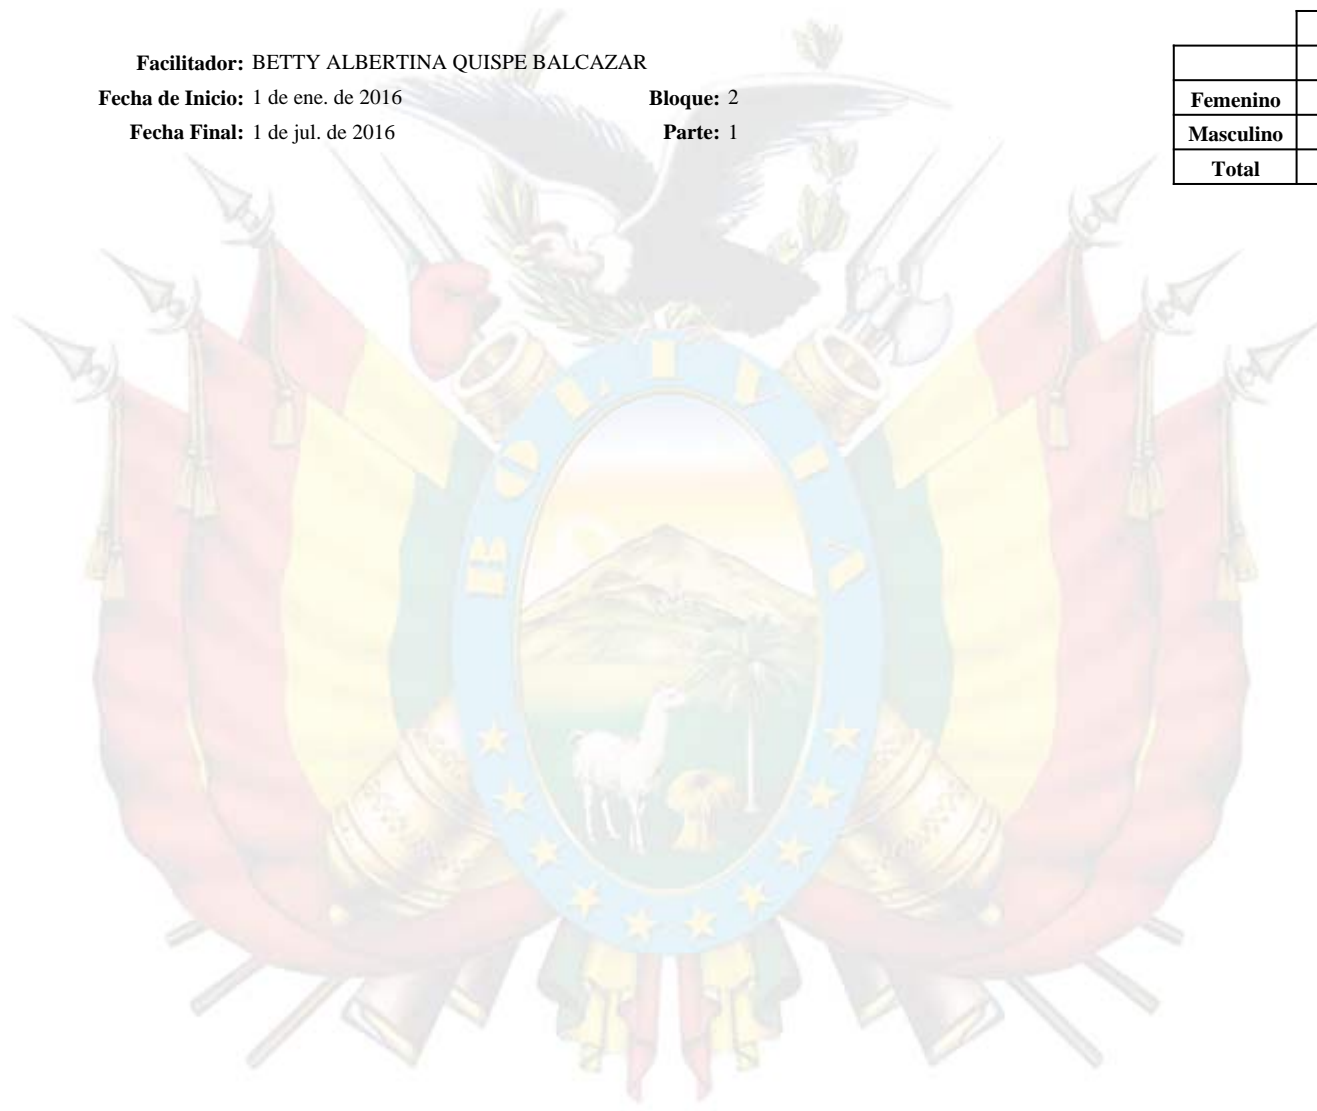 Facilitador: BETTY ALBERTINA QUISPE BALCAZAR
Fecha de Inicio: 1 de ene. de 2016 Bloque: 2
Fecha Final: 1 de jul. de 2016 Parte: 1
Femenino
Masculino
Total
BOLIVIA